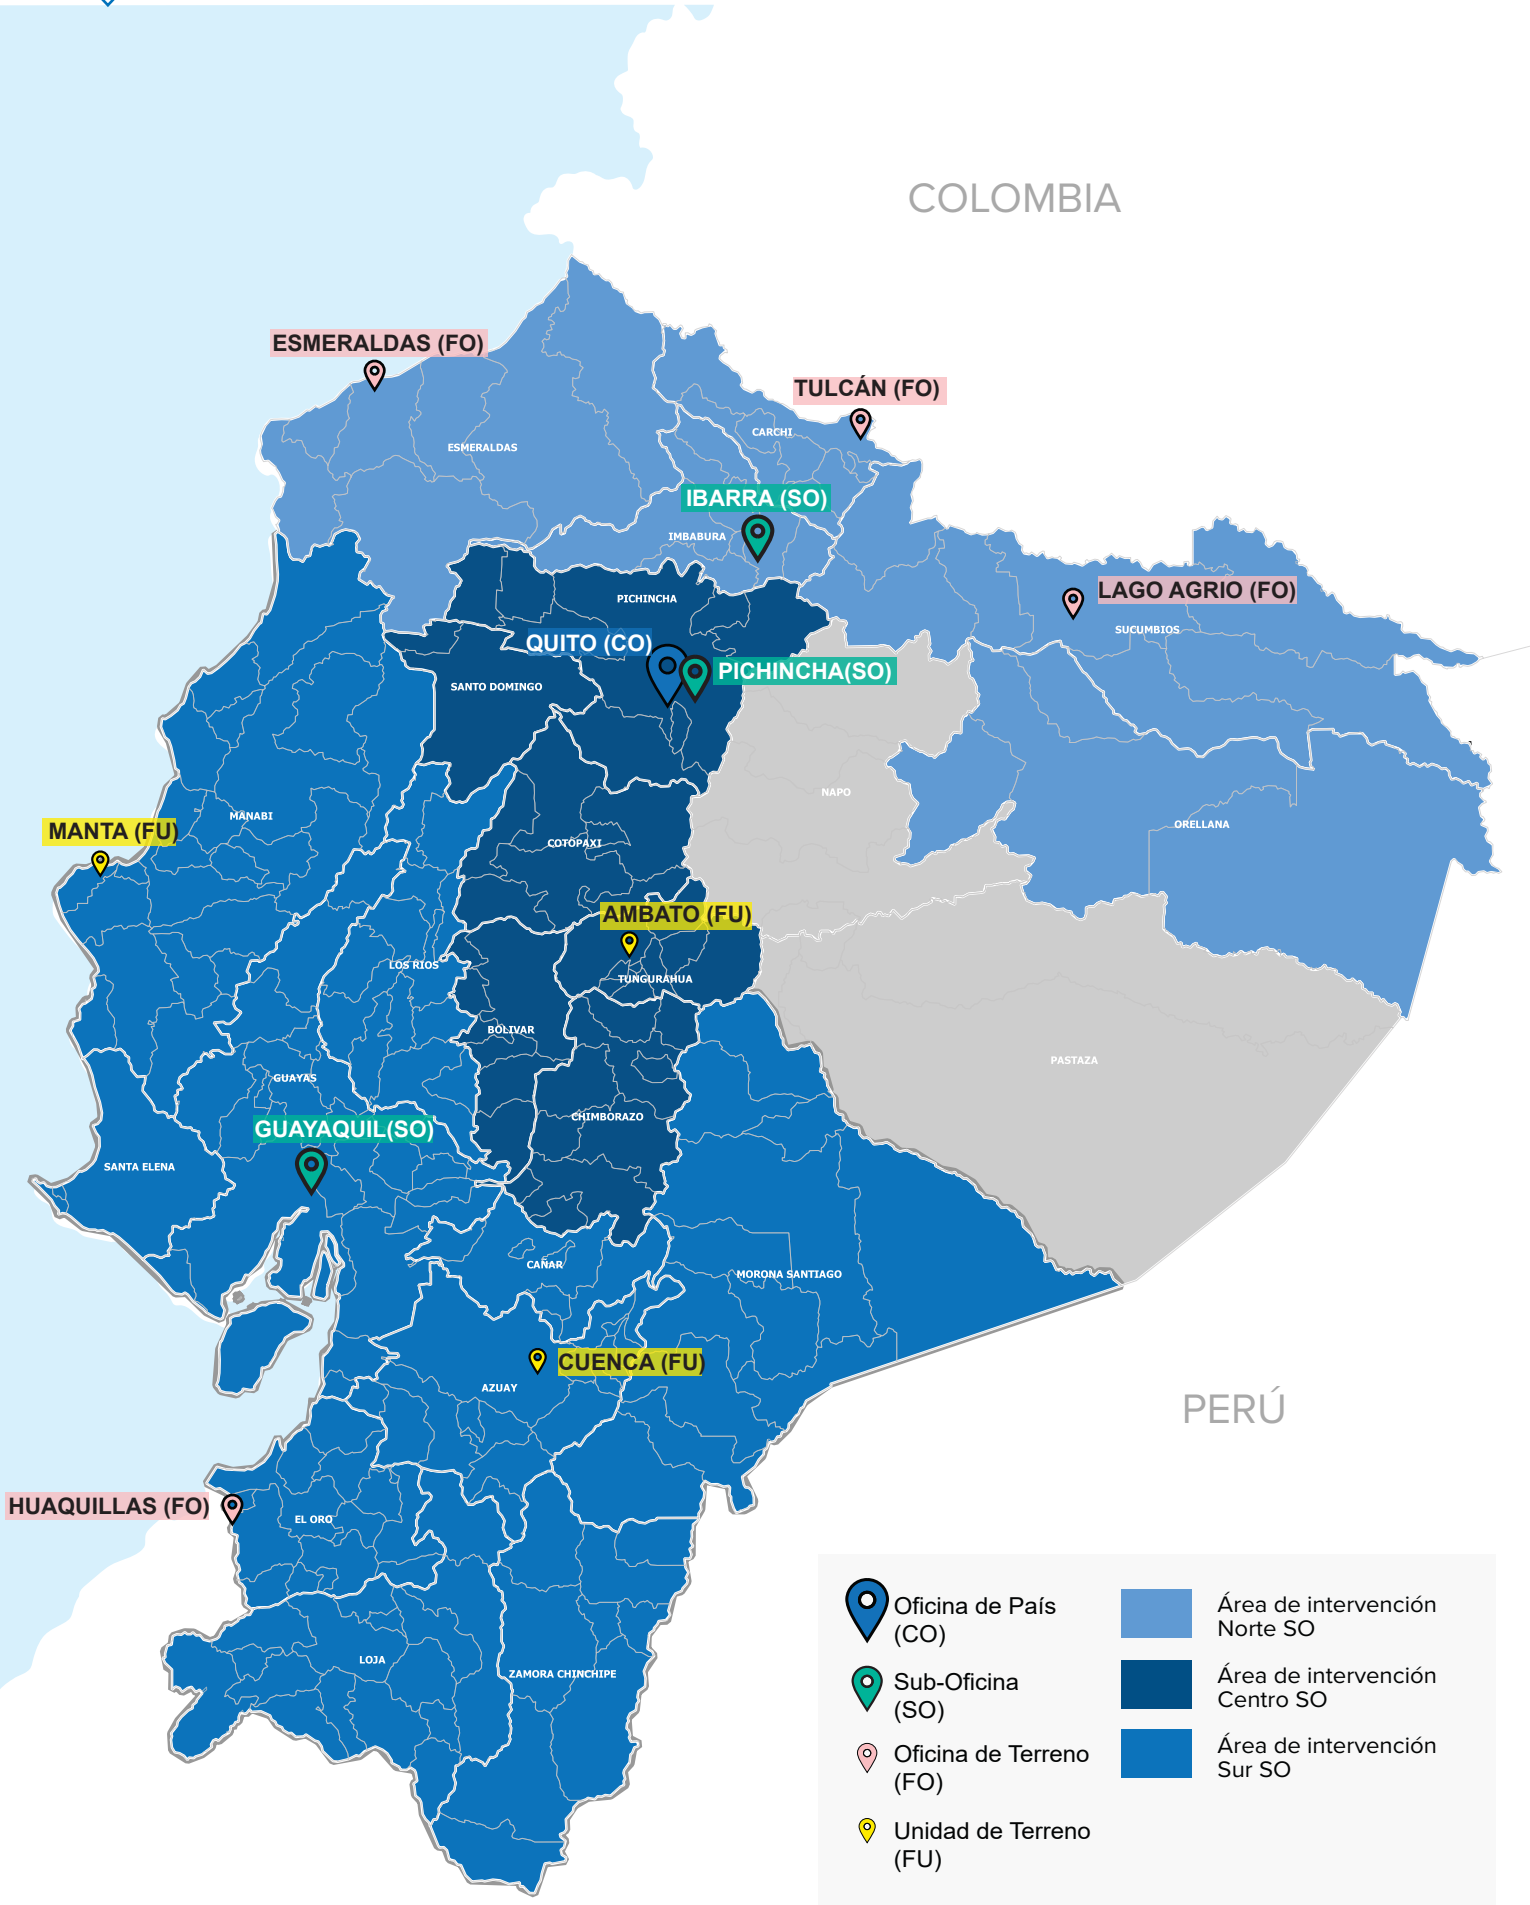 COLOMBIA
ESMERALDAS (FO)
TULCÁN (FO)
CARCHI
ESMERALDAS
IBARRA (SO)
IMBABURA
LAGO AGRIO (FO)
PICHINCHA
SUCUMBIOS
QUITO (CO)
PICHINCHA(SO)
SANTO DOMINGO
NAPO
MANABI
ORELLANA
MANTA (FU)
COTOPAXI
AMBATO (FU)
LOS RIOS
TUNGURAHUA
BOLIVAR
PASTAZA
GUAYAS
CHIMBORAZO
GUAYAQUIL(SO)
SANTA ELENA
CAÑAR
MORONA SANTIAGO
CUENCA (FU)
AZUAY
PERÚ
HUAQUILLAS (FO)
EL ORO
LOJA
ZAMORA CHINCHIPE
Oficina de País
(CO)
Sub-Oficina
(SO)
Oficina de Terreno
(FO)
Unidad de Terreno
(FU)
Área de intervención
Norte SO
Área de intervención
Centro SO
Área de intervención
Sur SO